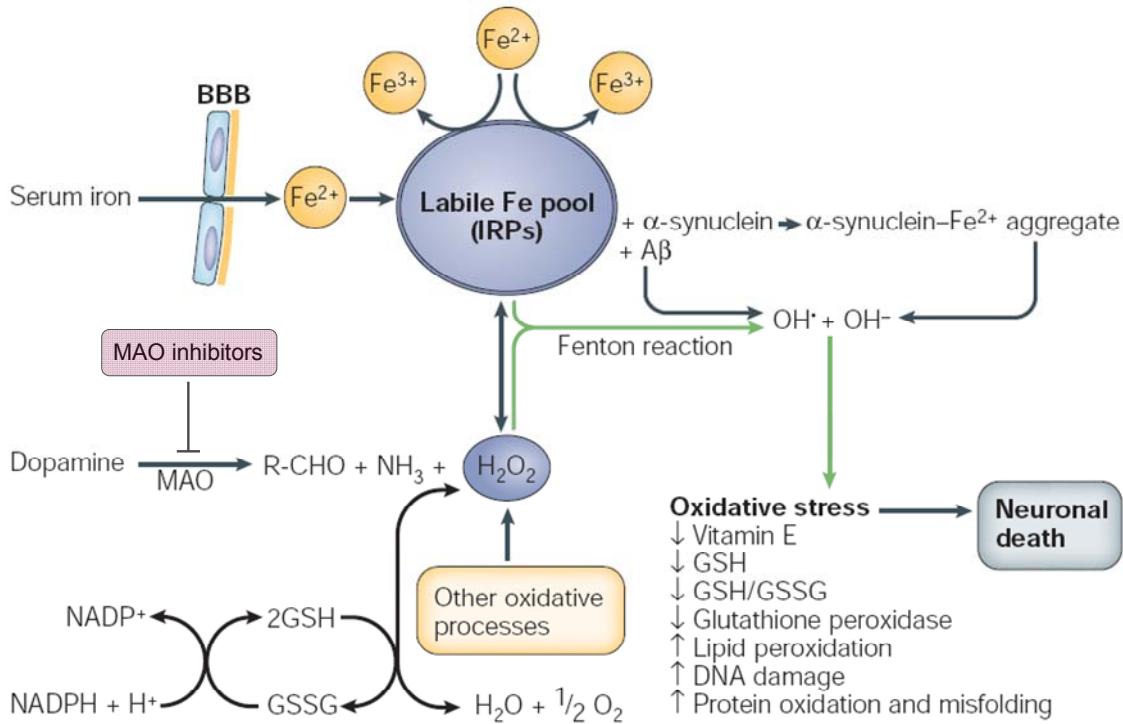 Fe²⁺
Fe³⁺ Fe³⁺
BBB
Serum iron Fe²⁺
Labile Fe pool
(IRPs)
+ α-synuclein α-synuclein–Fe²⁺ aggregate
+ Aβ
OH• + OH–
Fenton reaction
MAO inhibitors
Dopamine R-CHO + NH₃ + H₂O₂
MAO
Oxidative stress
↓ Vitamin E
↓ GSH
↓ GSH/GSSG
↓ Glutathione peroxidase
↑ Lipid peroxidation
↑ DNA damage
↑ Protein oxidation and misfolding
Neuronal
death
Other oxidative
processes
NADP⁺ 2GSH
NADPH + H⁺ GSSG H₂O + ½ O₂